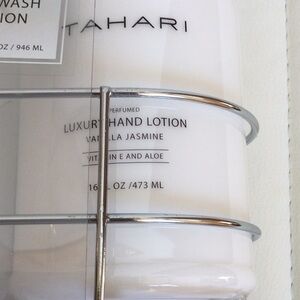 WASH
ION
OZ / 946 ML
TAHARI
PERFUMED
LUXURY HAND LOTION
VANILLA JASMINE
VITAMIN E AND ALOE
16 FL OZ /473 ML